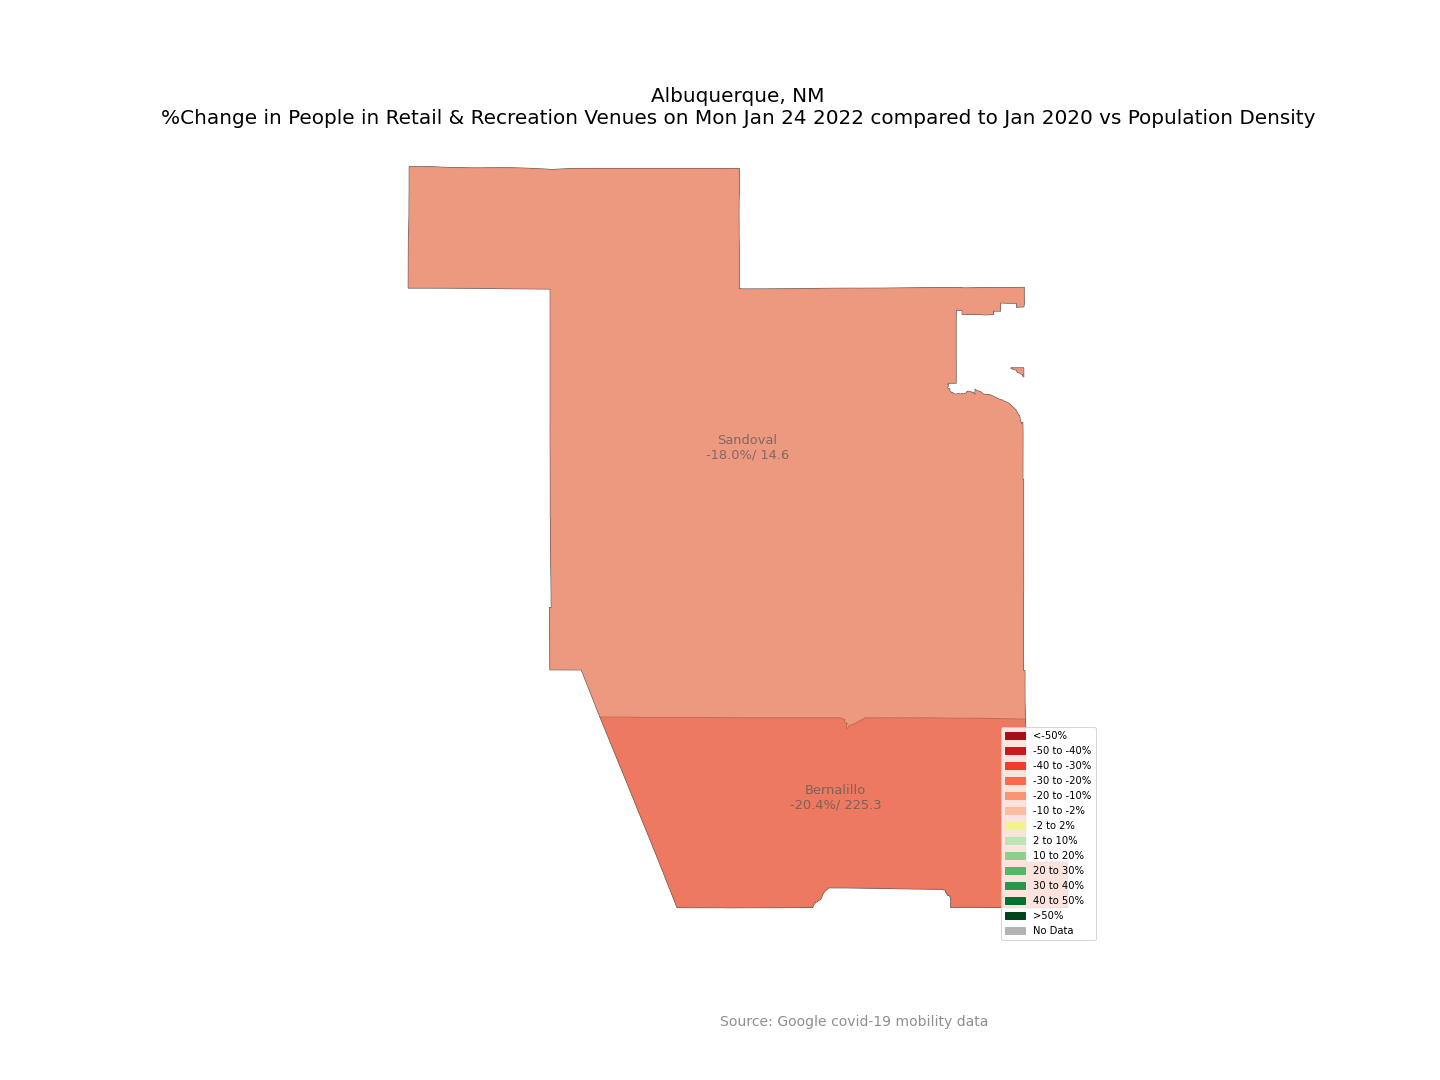 Albuquerque, NM
%Change in People in Retail & Recreation Venues on Mon Jan 24 2022 compared to Jan 2020 vs Population Density
Sandoval
-18.0%/ 14.6
Bernalillo
-20.4%/ 225.3
<-50%
-50 to -40%
-40 to -30%
-30 to -20%
-20 to -10%
-10 to -2%
-2 to 2%
2 to 10%
10 to 20%
20 to 30%
30 to 40%
40 to 50%
>50%
No Data
Source: Google covid-19 mobility data